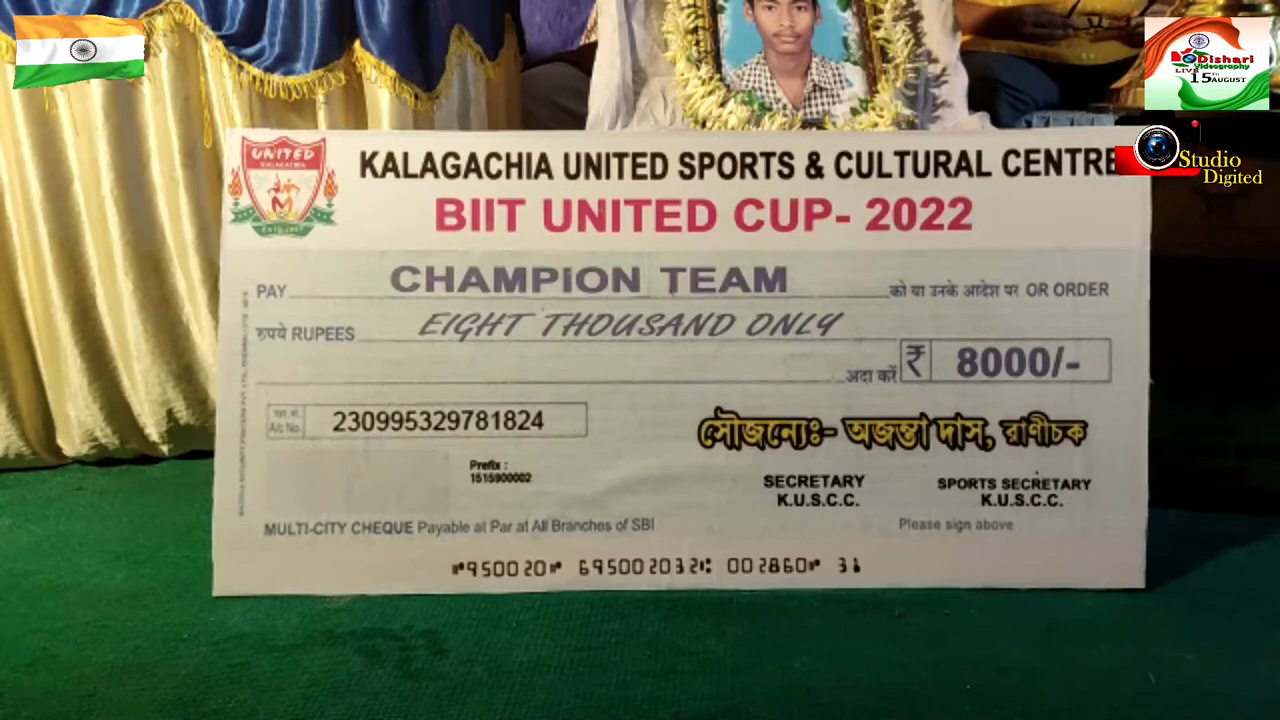 Dishari
Videography
LIVE 15TH AUGUST
Studio
Digited
UNITED
KALAGACHIA
KALAGACHIA UNITED SPORTS & CULTURAL CENTRE
BIIT UNITED CUP- 2022
PAY CHAMPION TEAM को या उनके आदेश पर OR ORDER
रुपये RUPEES EIGHT THOUSAND ONLY
अदा करें ₹ 8000/-
A/c No. 230995329781824
সৌজন্যেঃ- অজন্তা দাস, রাণীচক
Prefix :
1515900002
SECRETARY
K.U.S.C.C.
SPORTS SECRETARY
K.U.S.C.C.
MULTI-CITY CHEQUE Payable at Par at All Branches of SBI
Please sign above
⑈950020⑈ 695002032⑆ 002860⑈ 31